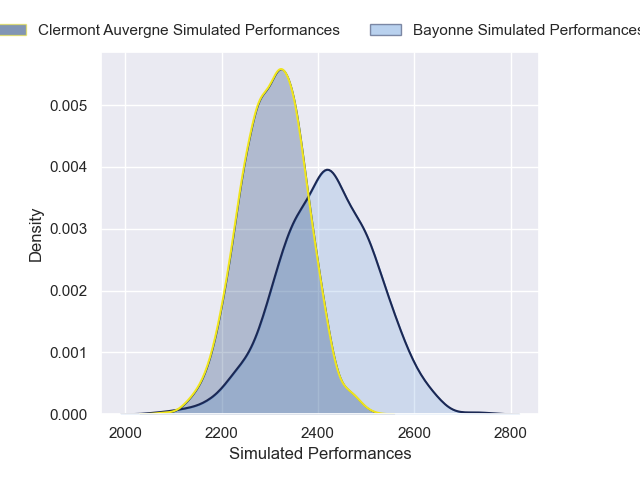 Clermont Auvergne Simulated Performances
Bayonne Simulated Performances
0.005
0.004
0.003
0.002
0.001
0.000
Density
2000
2200
2400
2600
2800
Simulated Performances